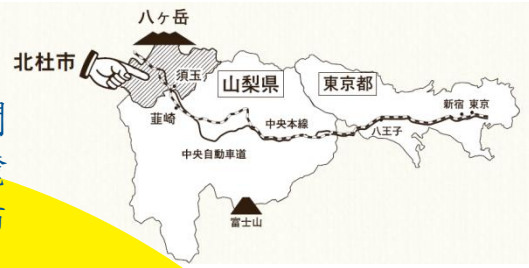 八ヶ岳
北杜市
須玉
山梨県
東京都
新宿 東京
韮崎
中央本線
八王子
中央自動車道
富士山